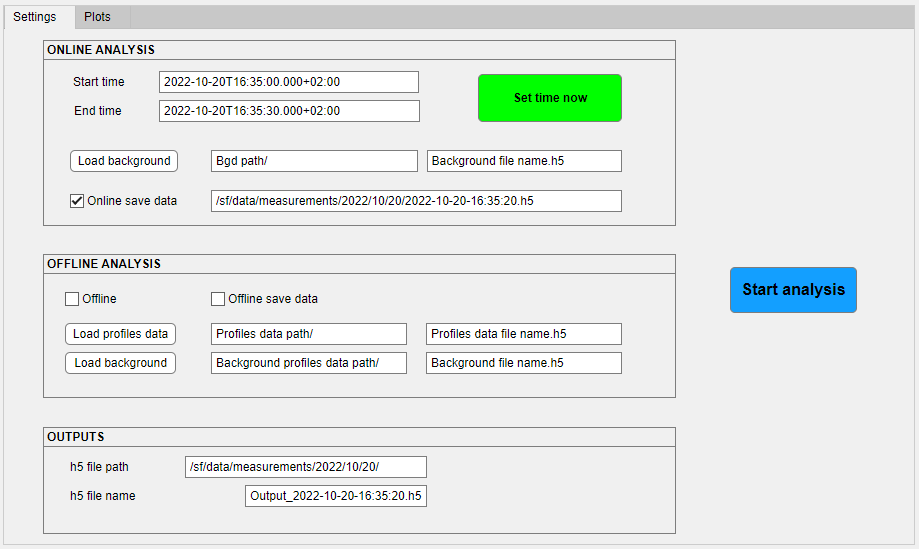 Settings Plots
ONLINE ANALYSIS
Start time 2022-10-20T16:35:00.000+02:00
Set time now
End time 2022-10-20T16:35:30.000+02:00
Load background Bgd path/ Background file name.h5
Online save data /sf/data/measurements/2022/10/20/2022-10-20-16:35:20.h5
OFFLINE ANALYSIS
Offline Offline save data
Start analysis
Load profiles data Profiles data path/ Profiles data file name.h5
Load background Background profiles data path/ Background file name.h5
OUTPUTS
h5 file path /sf/data/measurements/2022/10/20/
h5 file name Output_2022-10-20-16:35:20.h5